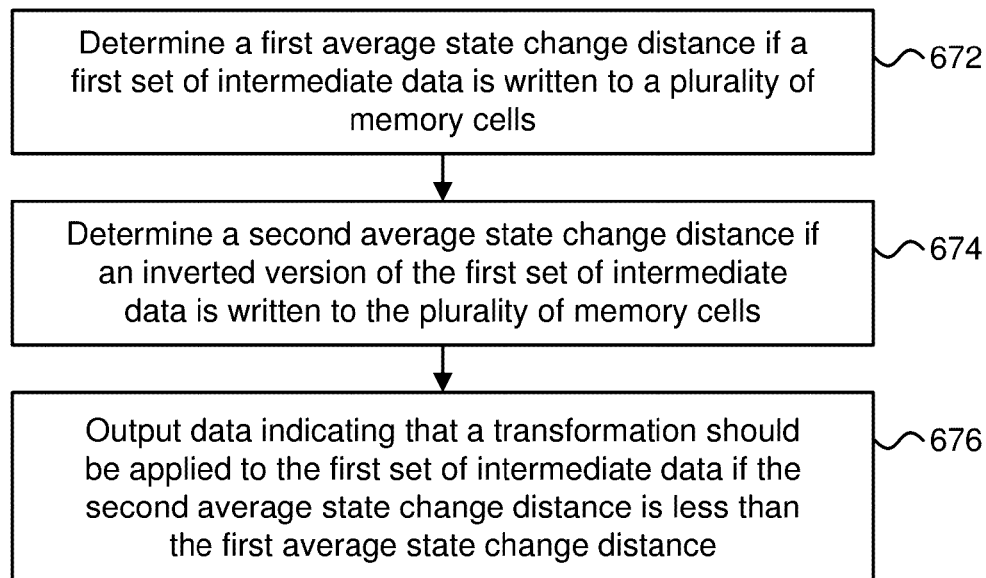 Determine a first average state change distance if a
first set of intermediate data is written to a plurality of
memory cells
672
Determine a second average state change distance if
an inverted version of the first set of intermediate
data is written to the plurality of memory cells
674
Output data indicating that a transformation should
be applied to the first set of intermediate data if the
second average state change distance is less than
the first average state change distance
676